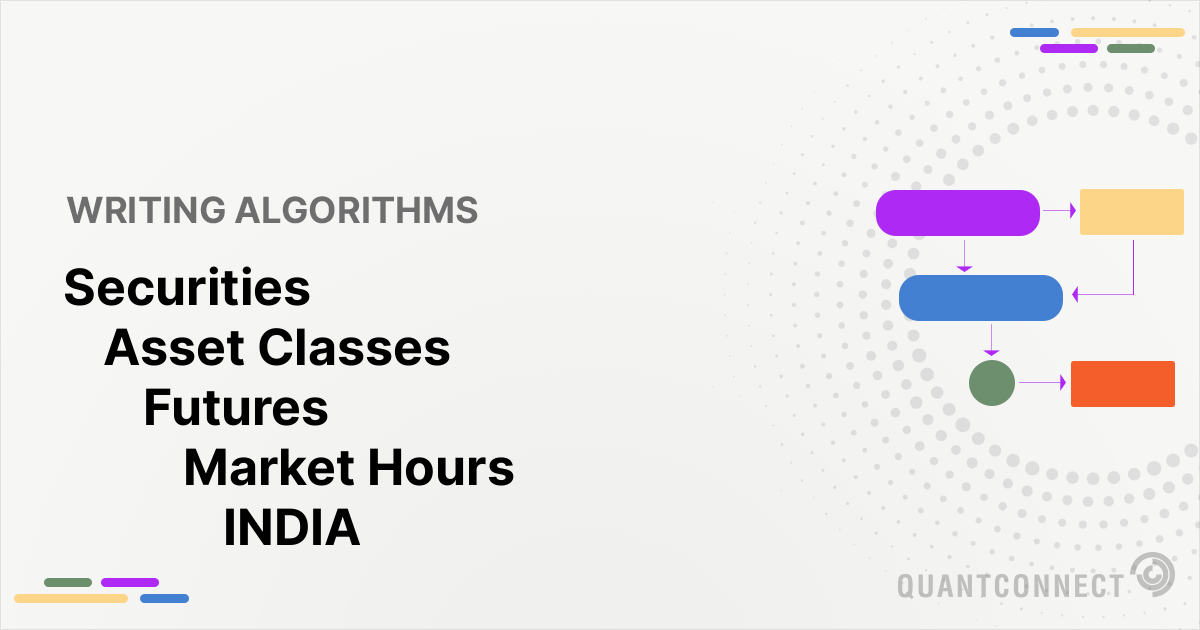 WRITING ALGORITHMS
Securities
Asset Classes
Futures
Market Hours
INDIA
QUANTCONNECT